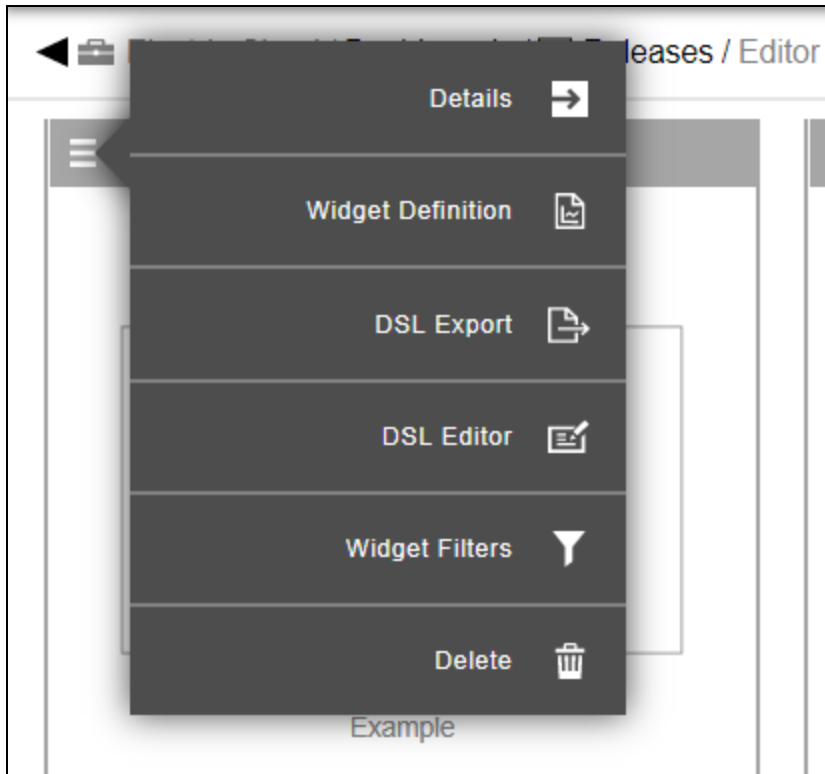 leases / Editor
Details
Widget Definition
DSL Export
DSL Editor
Widget Filters
Delete
Example